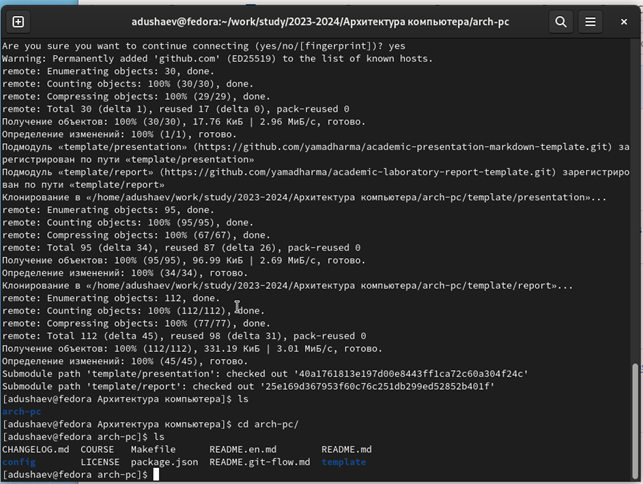 adushaev@fedora:~/work/study/2023-2024/Архитектура компьютера/arch-pc
Are you sure you want to continue connecting (yes/no/[fingerprint])? yes
Warning: Permanently added 'github.com' (ED25519) to the list of known hosts.
remote: Enumerating objects: 30, done.
remote: Counting objects: 100% (30/30), done.
remote: Compressing objects: 100% (29/29), done.
remote: Total 30 (delta 1), reused 17 (delta 0), pack-reused 0
Получение объектов: 100% (30/30), 17.76 КиБ | 2.96 МиБ/с, готово.
Определение изменений: 100% (1/1), готово.
Подмодуль «template/presentation» (https://github.com/yamadharma/academic-presentation-markdown-template.git) за
регистрирован по пути «template/presentation»
Подмодуль «template/report» (https://github.com/yamadharma/academic-laboratory-report-template.git) зарегистриро
ван по пути «template/report»
Клонирование в «/home/adushaev/work/study/2023-2024/Архитектура компьютера/arch-pc/template/presentation»...
remote: Enumerating objects: 95, done.
remote: Counting objects: 100% (95/95), done.
remote: Compressing objects: 100% (67/67), done.
remote: Total 95 (delta 34), reused 87 (delta 26), pack-reused 0
Получение объектов: 100% (95/95), 96.99 КиБ | 2.69 МиБ/с, готово.
Определение изменений: 100% (34/34), готово.
Клонирование в «/home/adushaev/work/study/2023-2024/Архитектура компьютера/arch-pc/template/report»...
remote: Enumerating objects: 112, done.
remote: Counting objects: 100% (112/112), done.
remote: Compressing objects: 100% (77/77), done.
remote: Total 112 (delta 45), reused 98 (delta 31), pack-reused 0
Получение объектов: 100% (112/112), 331.19 КиБ | 3.01 МиБ/с, готово.
Определение изменений: 100% (45/45), готово.
Submodule path 'template/presentation': checked out '40a1761813e197d00e8443ff1ca72c60a304f24c'
Submodule path 'template/report': checked out '25e169d367953f60c76c251db299ed52852b401f'
[adushaev@fedora Архитектура компьютера]$ ls
arch-pc
[adushaev@fedora Архитектура компьютера]$ cd arch-pc/
[adushaev@fedora arch-pc]$ ls
CHANGELOG.md COURSE Makefile README.en.md README.md
config LICENSE package.json README.git-flow.md template
[adushaev@fedora arch-pc]$